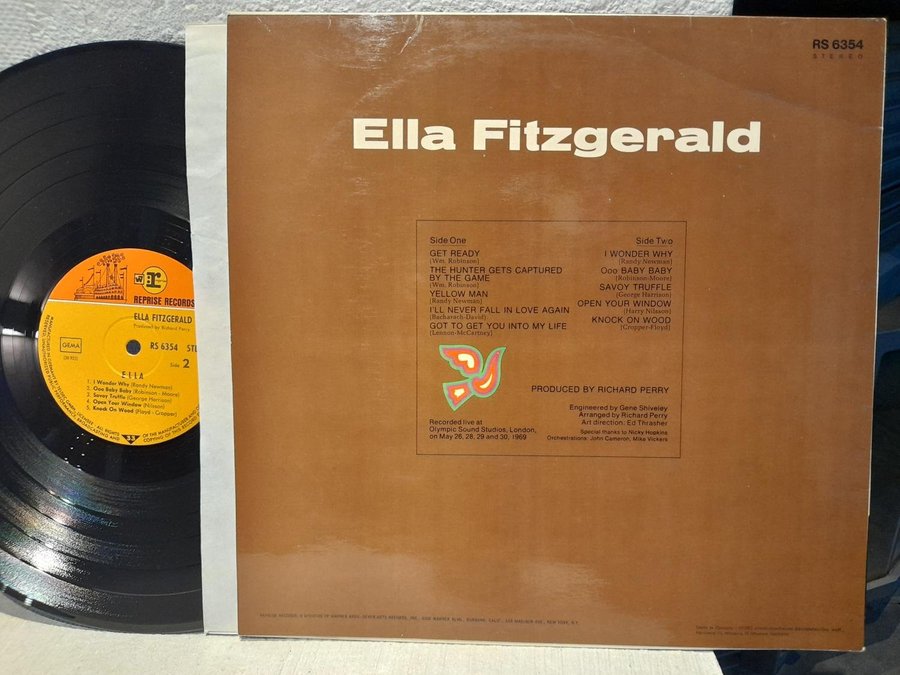 RS 6354
STEREO
Ella Fitzgerald
Side One
GET READY
(Wm. Robinson)
THE HUNTER GETS CAPTURED
BY THE GAME
(Wm. Robinson)
YELLOW MAN
(Randy Newman)
I'LL NEVER FALL IN LOVE AGAIN
(Bacharach-David)
GOT TO GET YOU INTO MY LIFE
(Lennon-McCartney)
Side Two
I WONDER WHY
(Randy Newman)
Ooo BABY BABY
(Robinson-Moore)
SAVOY TRUFFLE
(George Harrison)
OPEN YOUR WINDOW
(Harry Nilsson)
KNOCK ON WOOD
(Cropper-Floyd)
PRODUCED BY RICHARD PERRY
Engineered by Gene Shiveley
Arranged by Richard Perry
Art direction: Ed Thrasher
Special thanks to Nicky Hopkins
Orchestrations: John Cameron, Mike Vickers
Recorded live at
Olympic Sound Studios, London,
on May 26, 28, 29 and 30, 1969
W r
REPRISE RECORDS
ELLA FITZGERALD
Produced by Richard Perry
GEMA
RS 6354
Side 2
ELLA
1. I Wonder Why (Randy Newman)
2. Ooo Baby Baby (Robinson - Moore)
3. Savoy Truffle (George Harrison)
4. Open Your Window (Nilsson)
5. Knock on Wood (Floyd - Cropper)
33